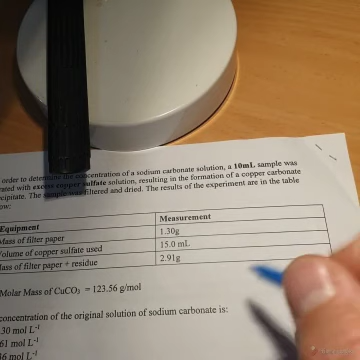 order to determine the concentration of a sodium carbonate solution, a 10mL sample was
with excess copper sulfate solution, resulting in the formation of a copper carbonate
The sample was filtered and dried. The results of the experiment are in the table
Equipment Measurement
Mass of filter paper 1.30g
Volume of copper sulfate used 15.0 mL
Mass of filter paper + residue 2.91g
Molar Mass of CuCO₃ = 123.56 g/mol
concentration of the original solution of sodium carbonate is:
30 mol L⁻¹
61 mol L⁻¹
mol L⁻¹